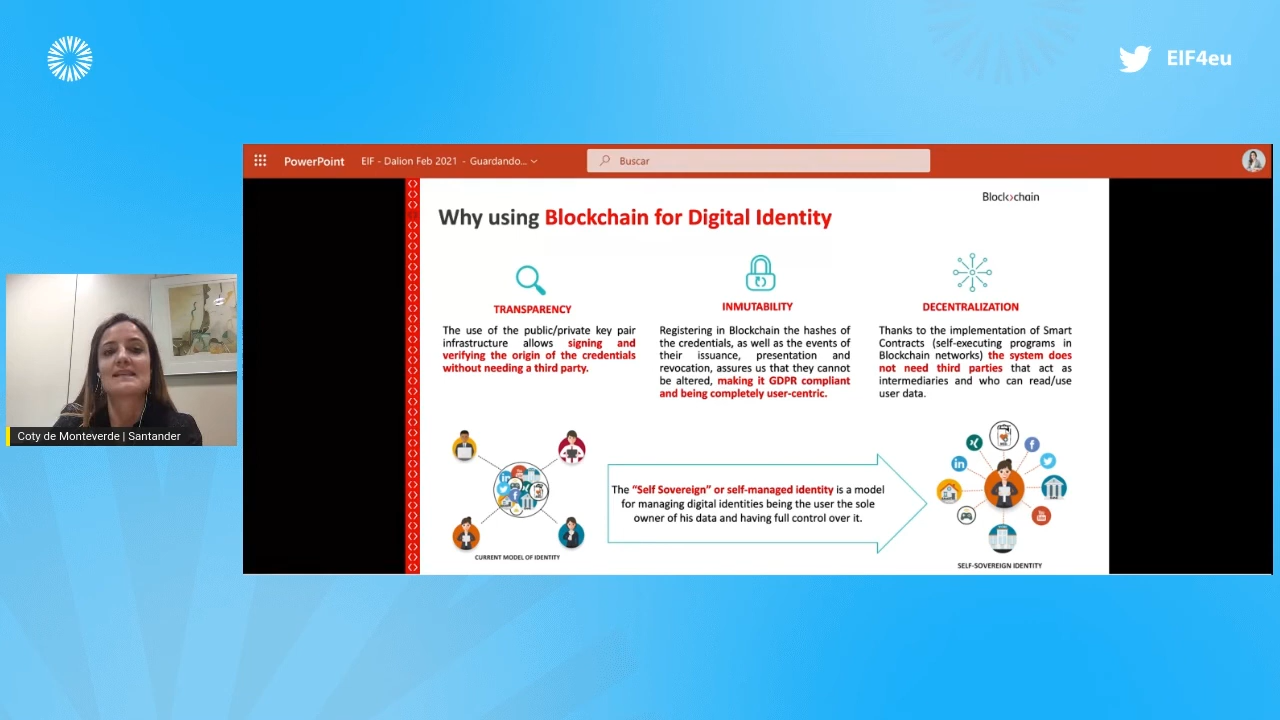 EIF4eu
PowerPoint
EIF - Dalion Feb 2021 - Guardando...
Buscar
Block‹›chain
Why using Blockchain for Digital Identity
TRANSPARENCY
The use of the public/private key pair
infrastructure allows signing and
verifying the origin of the credentials
without needing a third party.
INMUTABILITY
Registering in Blockchain the hashes of
the credentials, as well as the events of
their issuance, presentation and
revocation, assures us that they cannot
be altered, making it GDPR compliant
and being completely user-centric.
DECENTRALIZATION
Thanks to the implementation of Smart
Contracts (self-executing programs in
Blockchain networks) the system does
not need third parties that act as
intermediaries and who can read/use
user data.
CURRENT MODEL OF IDENTITY
The "Self Sovereign" or self-managed identity is a model
for managing digital identities being the user the sole
owner of his data and having full control over it.
SELF-SOVEREIGN IDENTITY
Coty de Monteverde | Santander